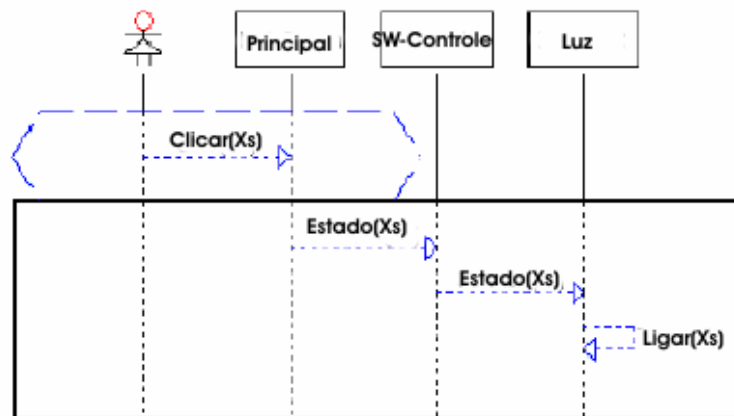 Principal
SW-Controle
Luz
Clicar(Xs)
Estado(Xs)
Estado(Xs)
Ligar(Xs)